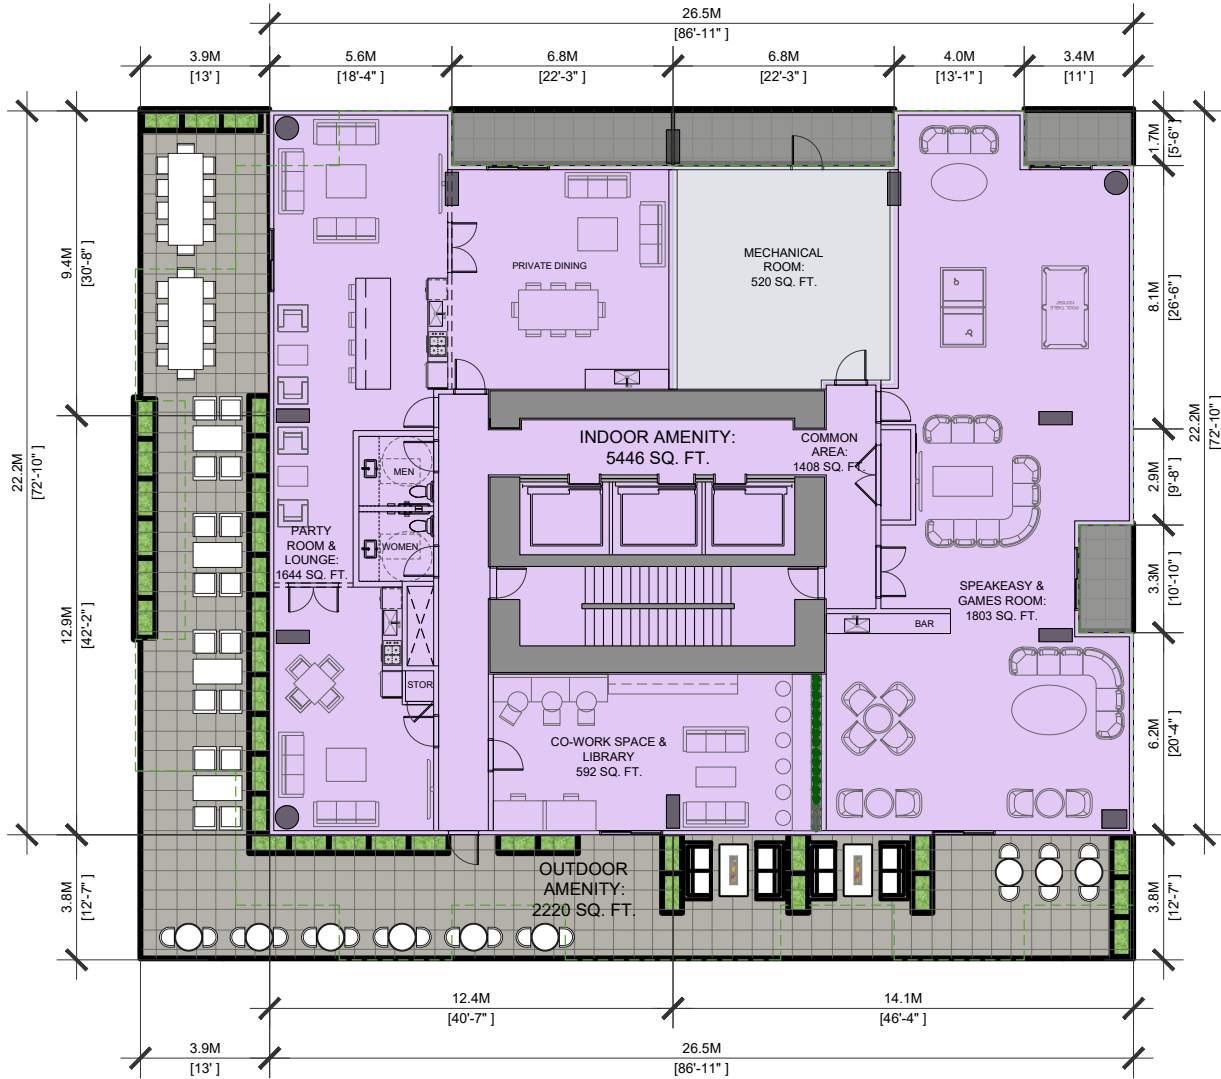 26.5M
[86'-11" ]
3.9M
[13' ]
5.6M
[18'-4" ]
6.8M
[22'-3" ]
6.8M
[22'-3" ]
4.0M
[13'-1" ]
3.4M
[11' ]
1.7M
[5'-6" ]
9.4M
[30'-8" ]
PRIVATE DINING
MECHANICAL
ROOM:
520 SQ. FT.
POOL TABLE
8.1M
[26'-6" ]
22.2M
[72'-10" ]
22.2M
[72'-10" ]
INDOOR AMENITY:
5446 SQ. FT.
COMMON
AREA:
1408 SQ. FT.
2.9M
[9'-8" ]
MEN
WOMEN
PARTY
ROOM &
LOUNGE:
1644 SQ. FT.
SPEAKEASY &
GAMES ROOM:
1803 SQ. FT.
BAR
3.3M
[10'-10" ]
12.9M
[42'-2" ]
STOR
CO-WORK SPACE &
LIBRARY
592 SQ. FT.
6.2M
[20'-4" ]
OUTDOOR
AMENITY:
2220 SQ. FT.
3.8M
[12'-7" ]
3.8M
[12'-7" ]
12.4M
[40'-7" ]
14.1M
[46'-4" ]
3.9M
[13' ]
26.5M
[86'-11" ]